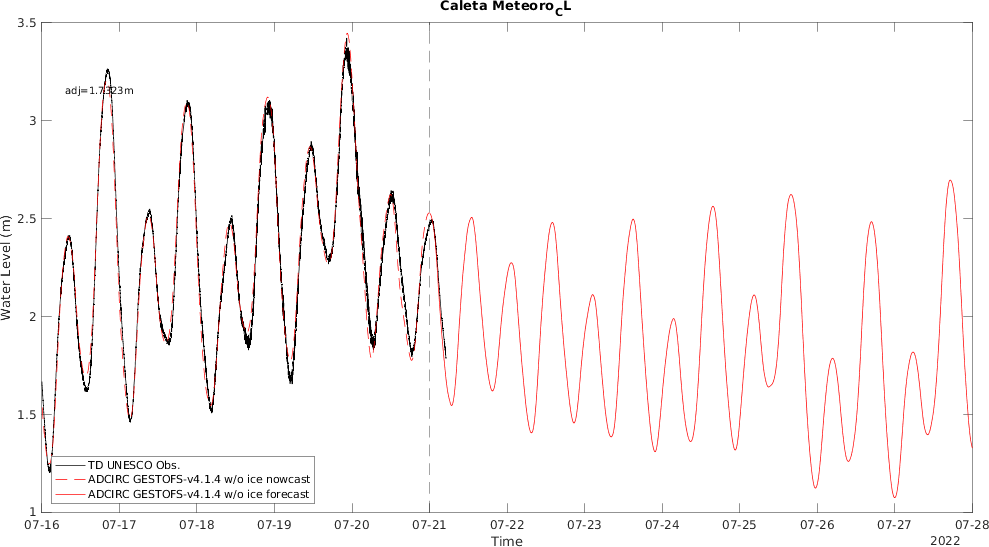 Caleta Meteoro_CL
adj=1.7323m
Water Level (m)
3.5
3
2.5
2
1.5
1
TD UNESCO Obs.
ADCIRC GESTOFS-v4.1.4 w/o ice nowcast
ADCIRC GESTOFS-v4.1.4 w/o ice forecast
07-16 07-17 07-18 07-19 07-20 07-21 07-22 07-23 07-24 07-25 07-26 07-27 07-28
Time
2022